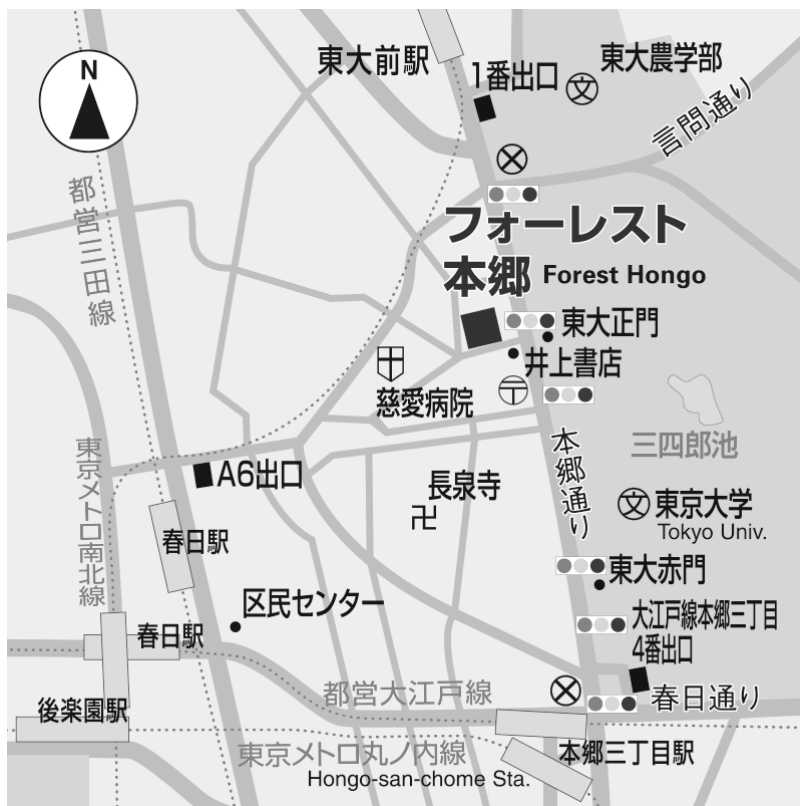 N
東大前駅
1番出口
文
東大農学部
言問通り
都営三田線
フォーレスト
本郷 Forest Hongo
東大正門
井上書店
〒
慈愛病院
三四郎池
本郷通り
東京メトロ南北線
A6出口
長泉寺
卍
文 東京大学
Tokyo Univ.
春日駅
東大赤門
区民センター
大江戸線本郷三丁目
4番出口
春日駅
都営大江戸線
春日通り
後楽園駅
東京メトロ丸ノ内線
本郷三丁目駅
Hongo-san-chome Sta.